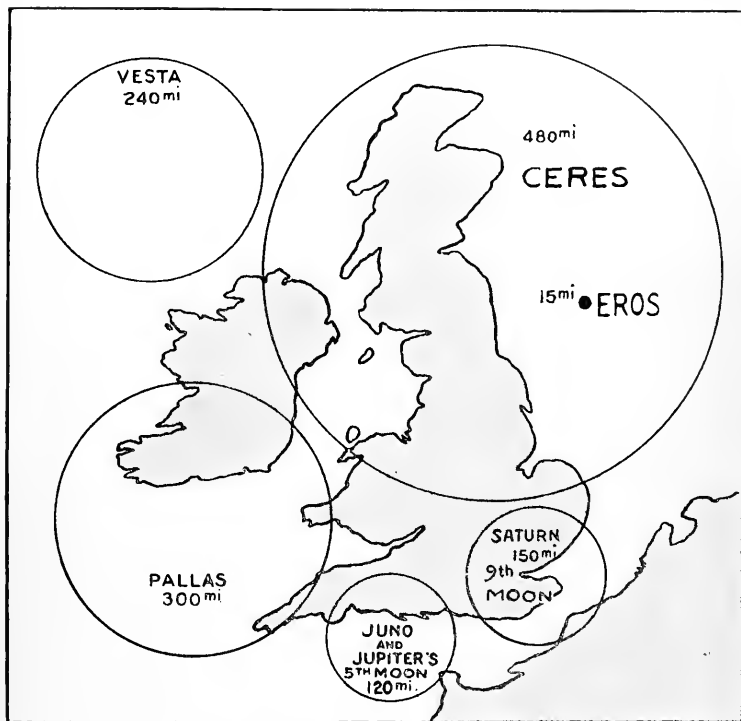 VESTA
240mi
480mi
CERES
15mi EROS
PALLAS
300mi
SATURN
150mi
9th
MOON
JUNO
AND
JUPITER'S
5TH MOON
120mi.